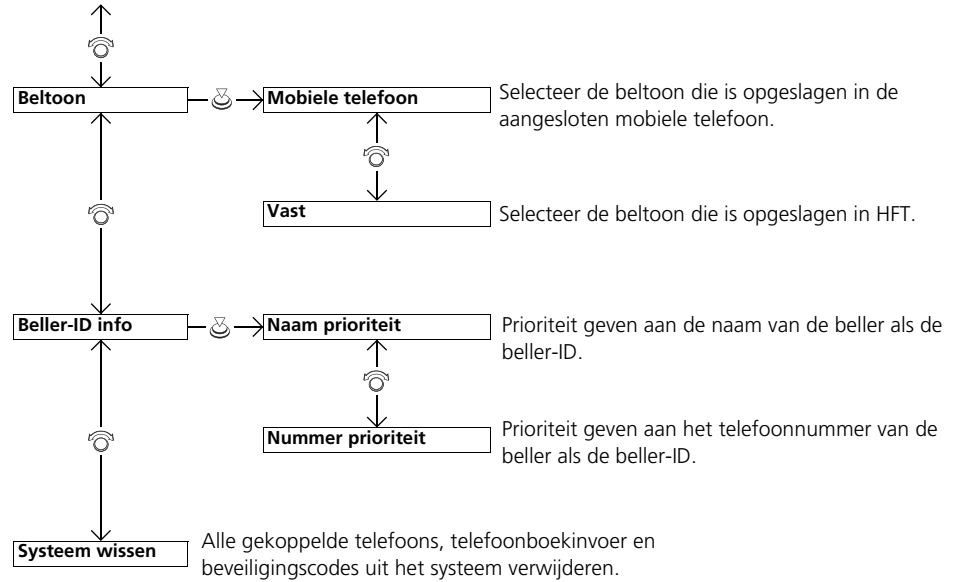 Beltoon
Mobiele telefoon
Selecteer de beltoon die is opgeslagen in de
aangesloten mobiele telefoon.
Vast
Selecteer de beltoon die is opgeslagen in HFT.
Beller-ID info
Naam prioriteit
Prioriteit geven aan de naam van de beller als de
beller-ID.
Nummer prioriteit
Prioriteit geven aan het telefoonnummer van de
beller als de beller-ID.
Systeem wissen
Alle gekoppelde telefoons, telefoonboekinvoer en
beveiligingscodes uit het systeem verwijderen.